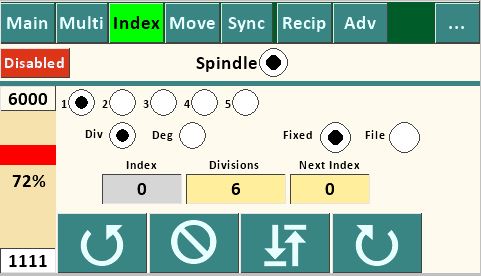 Main Multi Index Move Sync Recip Adv ...
Disabled Spindle
6000 1 2 3 4 5
Div Deg Fixed File
Index Divisions Next Index
72% 0 6 0
1111